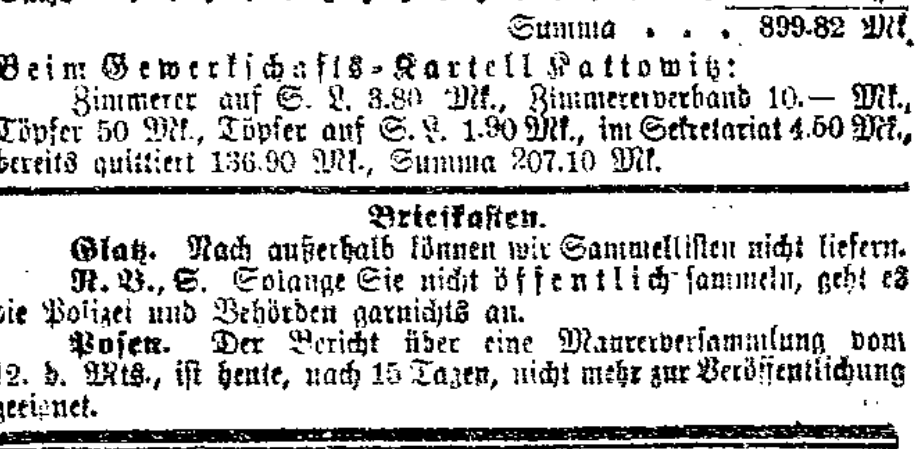 Summa . . . 899.82 Mk.
Beim Gewerkschafts-Kartell Kattowitz:
Zimmerer auf S. L. 3.80 Mk., Zimmererverband 10.— Mk.,
Töpfer 50 Mk., Töpfer auf S. L. 1.90 Mk., im Sekretariat 4.50 Mk.,
bereits quittiert 136.90 Mk., Summa 207.10 Mk.
Briefkasten.
Glatz. Nach außerhalb können wir Sammellisten nicht liefern.
R. B., S. Solange Sie nicht öffentlich sammeln, geht es
die Polizei und Behörden garnichts an.
Posen. Der Bericht über eine Maurerversammlung vom
12. d. Mts., ist heute, nach 15 Tagen, nicht mehr zur Veröffentlichung
geeignet.